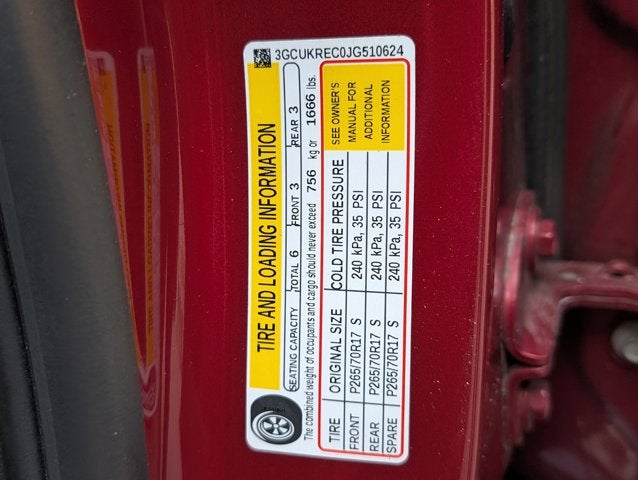 3GCUKREC0JG510624
TIRE AND LOADING INFORMATION
SEATING CAPACITY TOTAL 6 FRONT 3 REAR 3
The combined weight of occupants and cargo should never exceed 756 kg or 1666 lbs.
TIRE ORIGINAL SIZE COLD TIRE PRESSURE
FRONT P265/70R17 S 240 kPa, 35 PSI
REAR P265/70R17 S 240 kPa, 35 PSI
SPARE P265/70R17 S 240 kPa, 35 PSI
SEE OWNER'S
MANUAL FOR
ADDITIONAL
INFORMATION